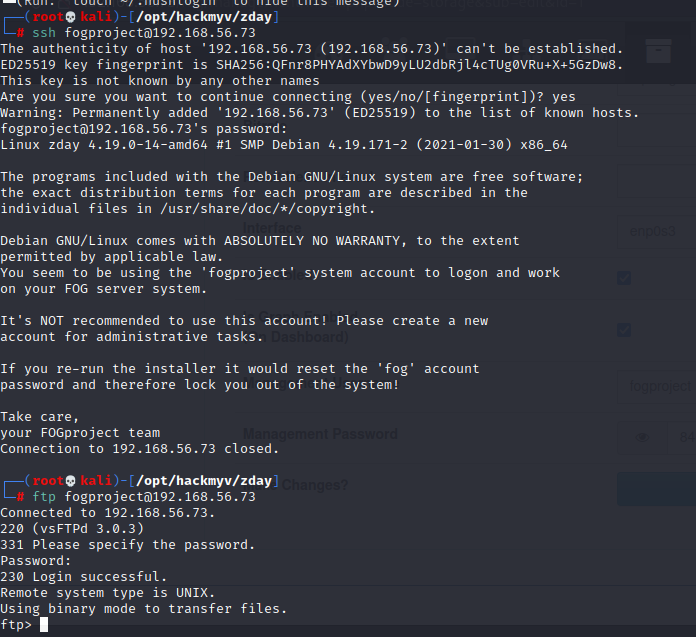 (Run: "touch ~/.hushlogin" to hide this message)
(root💀kali)-[/opt/hackmyv/zday]
# ssh fogproject@192.168.56.73
The authenticity of host '192.168.56.73 (192.168.56.73)' can't be established.
ED25519 key fingerprint is SHA256:QFnr8PHYAdXYbwD9yLU2dbRjl4cTUg0VRu+X+5GzDw8.
This key is not known by any other names
Are you sure you want to continue connecting (yes/no/[fingerprint])? yes
Warning: Permanently added '192.168.56.73' (ED25519) to the list of known hosts.
fogproject@192.168.56.73's password:
Linux zday 4.19.0-14-amd64 #1 SMP Debian 4.19.171-2 (2021-01-30) x86_64
The programs included with the Debian GNU/Linux system are free software;
the exact distribution terms for each program are described in the
individual files in /usr/share/doc/*/copyright.
Interface
enp0s3
Debian GNU/Linux comes with ABSOLUTELY NO WARRANTY, to the extent
permitted by applicable law.
You seem to be using the 'fogproject' system account to logon and work
on your FOG server system.
It's NOT recommended to use this account! Please create a new
account for administrative tasks.
Dashboard)
If you re-run the installer it would reset the 'fog' account
password and therefore lock you out of the system!
fogproject
Take care,
your FOGproject team
Management Password
84
Connection to 192.168.56.73 closed.
(root💀kali)-[/opt/hackmyv/zday]
Changes?
# ftp fogproject@192.168.56.73
Connected to 192.168.56.73.
220 (vsFTPd 3.0.3)
331 Please specify the password.
Password:
230 Login successful.
Remote system type is UNIX.
Using binary mode to transfer files.
ftp>